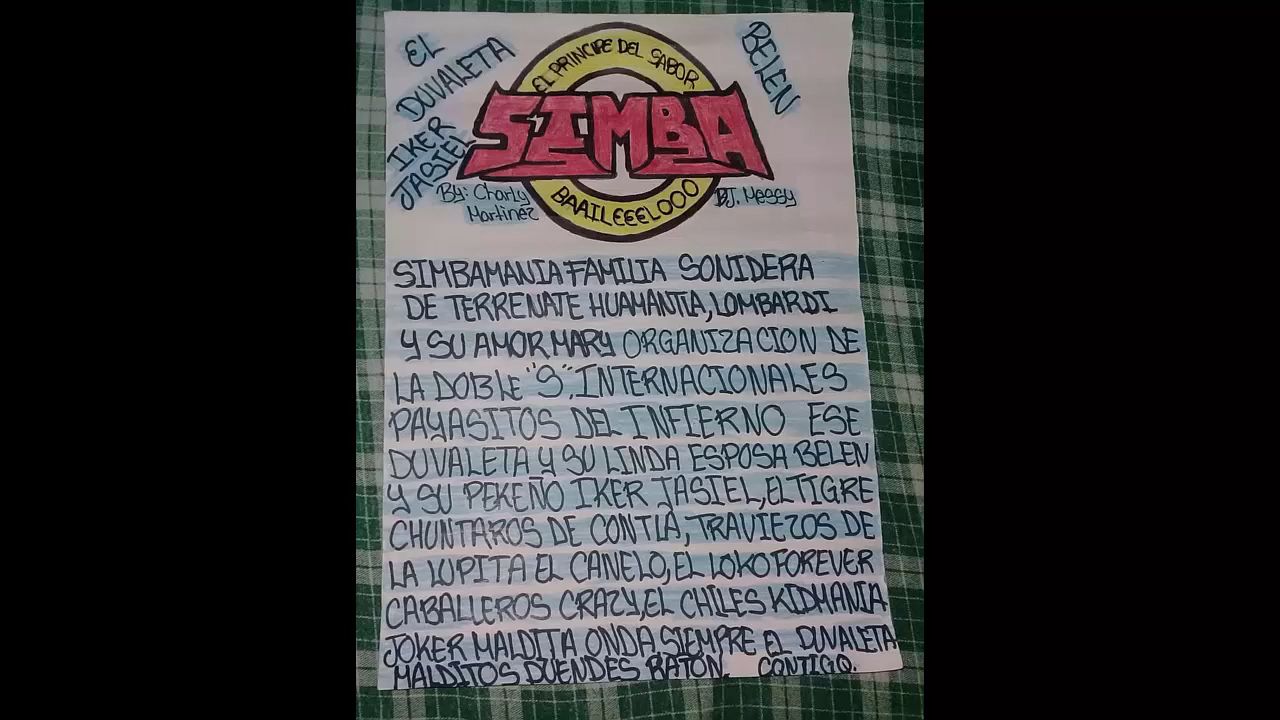 EL
DUVALETA
IKER
JASIEL
BELEN
EL PRINCIPE DEL SABOR
SIMBA
BAAILEEELOOO
By: Charly
Martinez
DJ. Messy
SIMBAMANIA FAMILIA SONIDERA
DE TERRENATE HUAMANTLA, LOMBARDI
Y SU AMOR MARY ORGANIZACION DE
LA DOBLE "S", INTERNACIONALES
PAYASITOS DEL INFIERNO ESE
DUVALETA Y SU LINDA ESPOSA BELEN
Y SU PEKEÑO IKER JASIEL, EL TIGRE
CHUNTAROS DE CONTLA, TRAVIEZOS DE
LA LUPITA EL CANELO, EL LOKO FOREVER
CABALLEROS CRAZY, EL CHILES KIDMANIA
JOKER MALDITA ONDA, SIEMPRE EL DUVALETA
MALDITOS DUENDES RATON. CONTIGO.